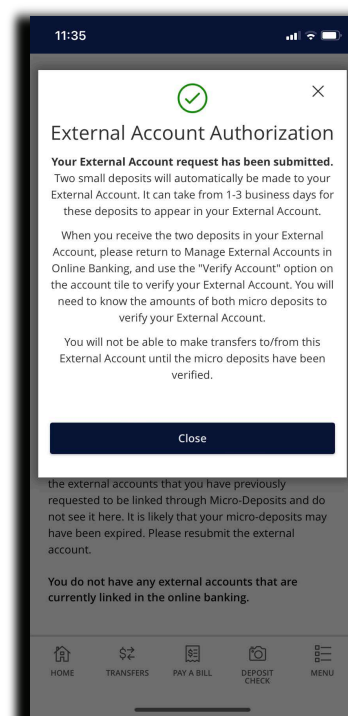 11:35
External Account Authorization
Your External Account request has been submitted.
Two small deposits will automatically be made to your
External Account. It can take from 1-3 business days for
these deposits to appear in your External Account.
When you receive the two deposits in your External
Account, please return to Manage External Accounts in
Online Banking, and use the "Verify Account" option on
the account tile to verify your External Account. You will
need to know the amounts of both micro deposits to
verify your External Account.
You will not be able to make transfers to/from this
External Account until the micro deposits have been
verified.
Close
the external accounts that you have previously
requested to be linked through Micro-Deposits and do
not see it here. It is likely that your micro-deposits may
have been expired. Please resubmit the external
account.
You do not have any external accounts that are
currently linked in the online banking.
HOME TRANSFERS PAY A BILL DEPOSIT MENU
CHECK